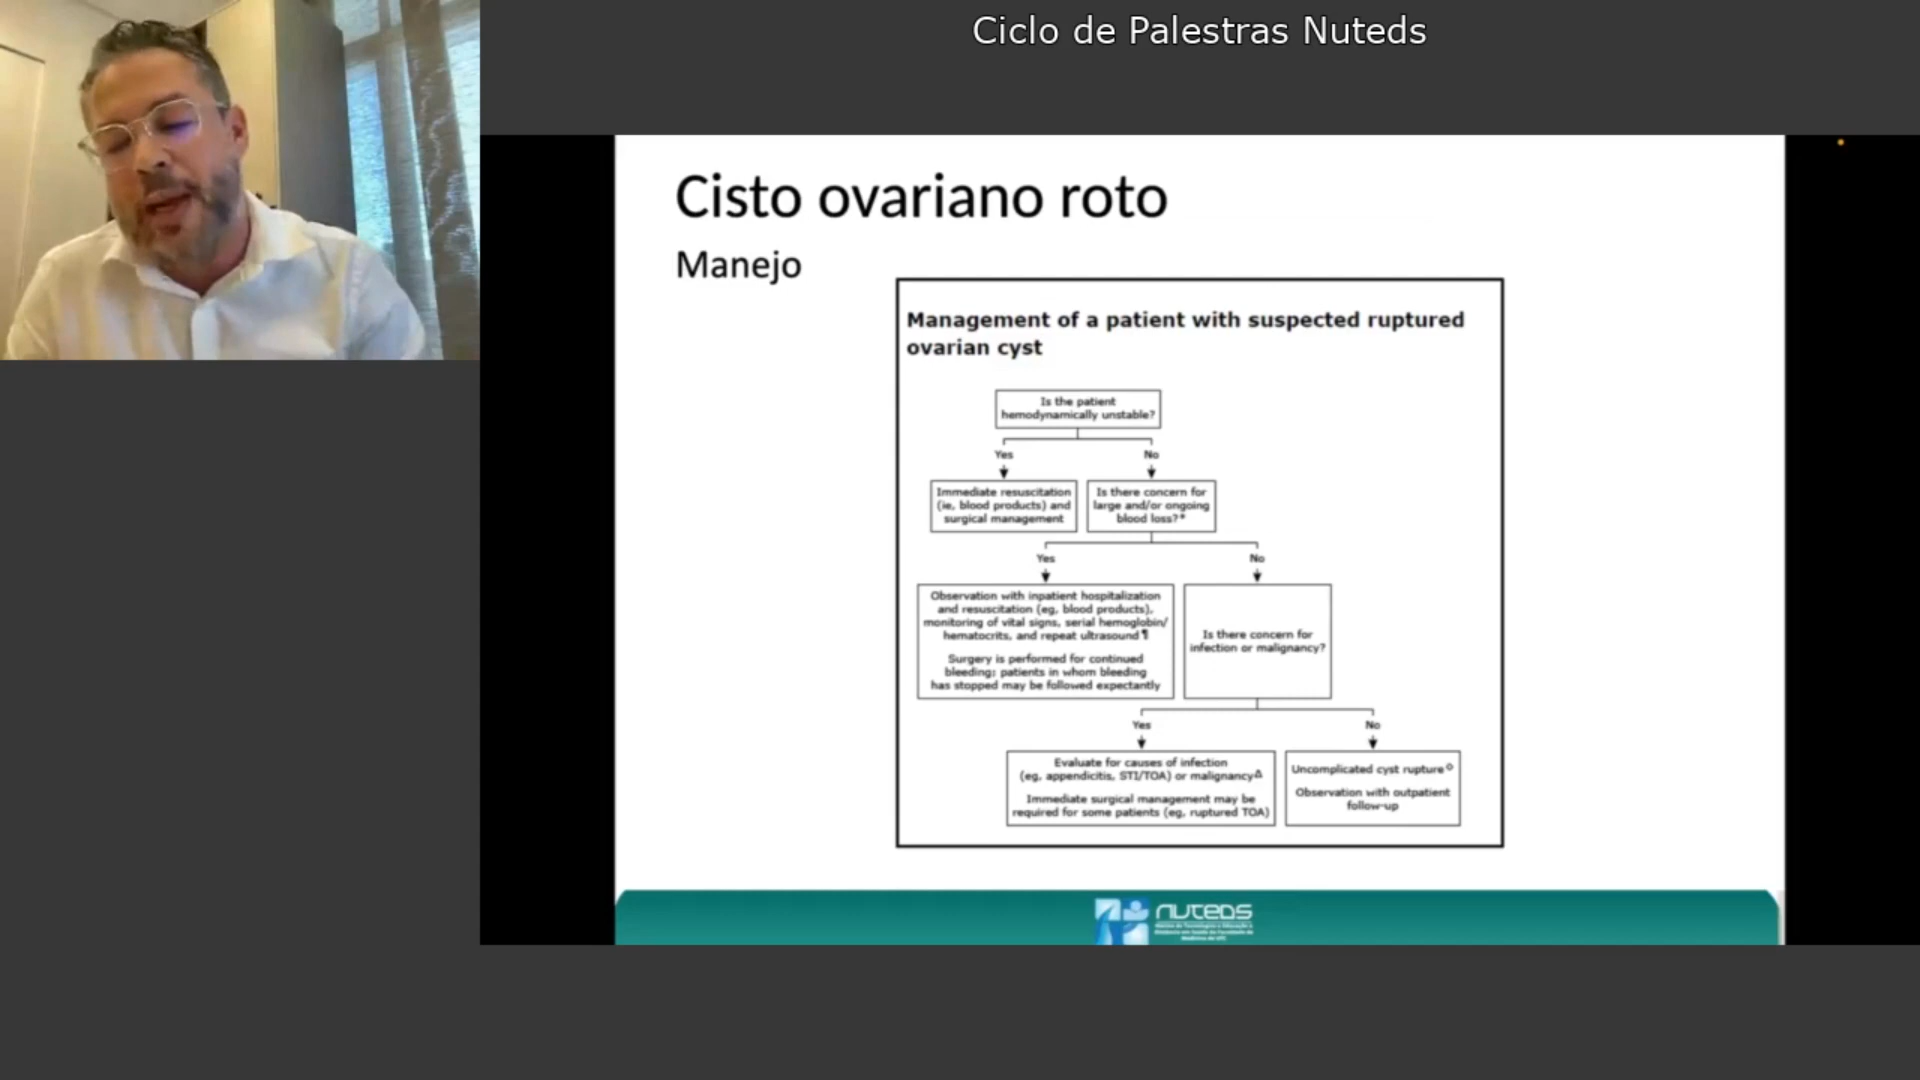 Ciclo de Palestras Nuteds
Cisto ovariano roto
Manejo
Management of a patient with suspected ruptured
ovarian cyst
Is the patient
hemodynamically unstable?
Yes
No
Immediate resuscitation
(ie, blood products) and
surgical management
Is there concern for
large and/or ongoing
blood loss?*
Yes
No
Observation with inpatient hospitalization
and resuscitation (eg, blood products),
monitoring of vital signs, serial hemoglobin/
hematocrits, and repeat ultrasound¶
Surgery is performed for continued
bleeding; patients in whom bleeding
has stopped may be followed expectantly
Is there concern for
infection or malignancy?
Yes
No
Evaluate for causes of infection
(eg, appendicitis, STI/TOA) or malignancyΔ
Immediate surgical management may be
required for some patients (eg, ruptured TOA)
Uncomplicated cyst rupture◊
Observation with outpatient
follow-up
nuteds